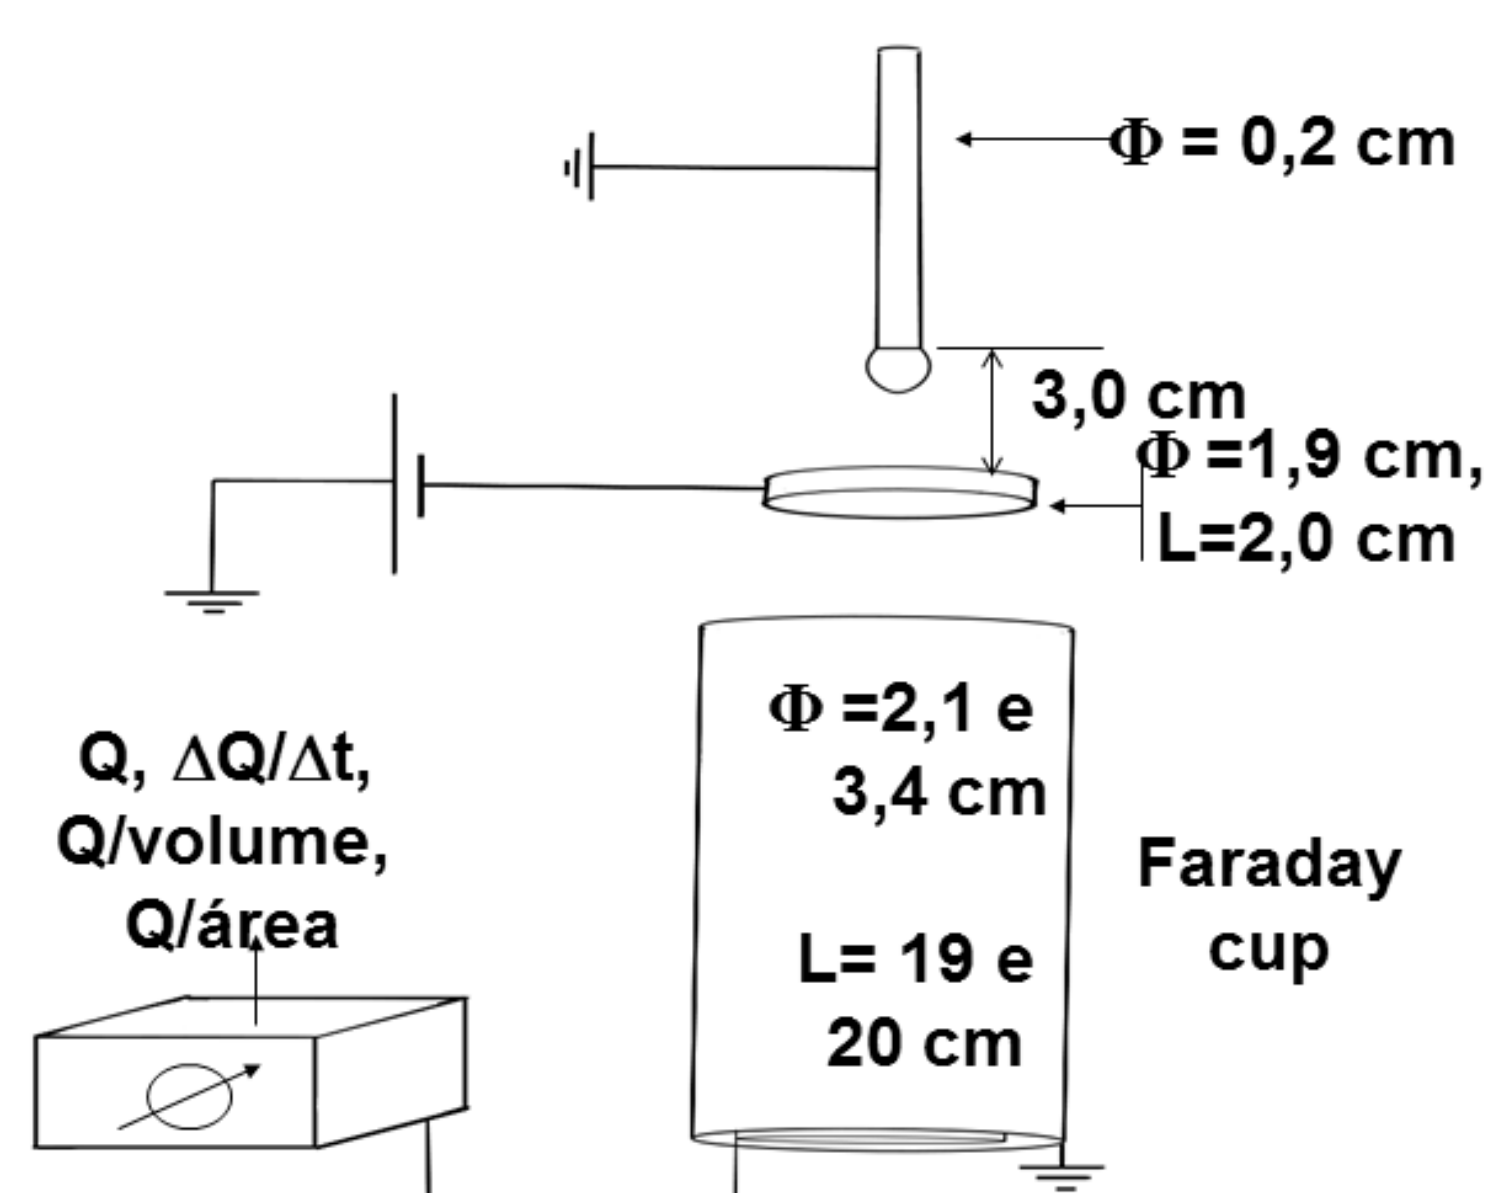 Φ = 0,2 cm
3,0 cm
Φ =1,9 cm,
L=2,0 cm
Φ =2,1 e
3,4 cm
L= 19 e
20 cm
Faraday
cup
Q, ΔQ/Δt,
Q/volume,
Q/área